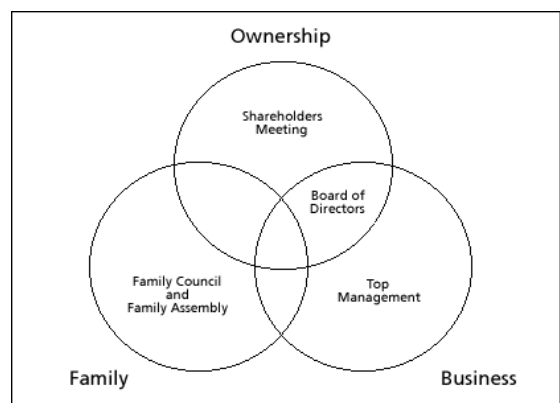 Ownership
Shareholders
Meeting
Board of
Directors
Family Council
and
Family Assembly
Top
Management
Family
Business